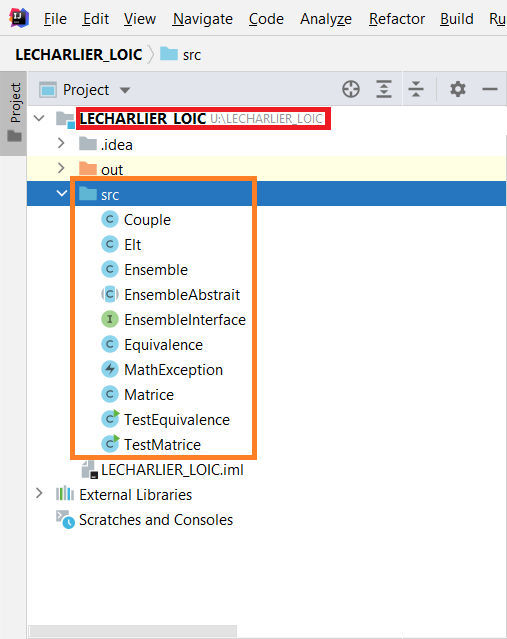 File Edit View Navigate Code Analyze Refactor Build Ru
LECHARLIER_LOIC src
Project
Project
LECHARLIER_LOIC U:\LECHARLIER_LOIC
.idea
out
src
Couple
Elt
Ensemble
EnsembleAbstrait
EnsembleInterface
Equivalence
MathException
Matrice
TestEquivalence
TestMatrice
LECHARLIER_LOIC.iml
External Libraries
Scratches and Consoles